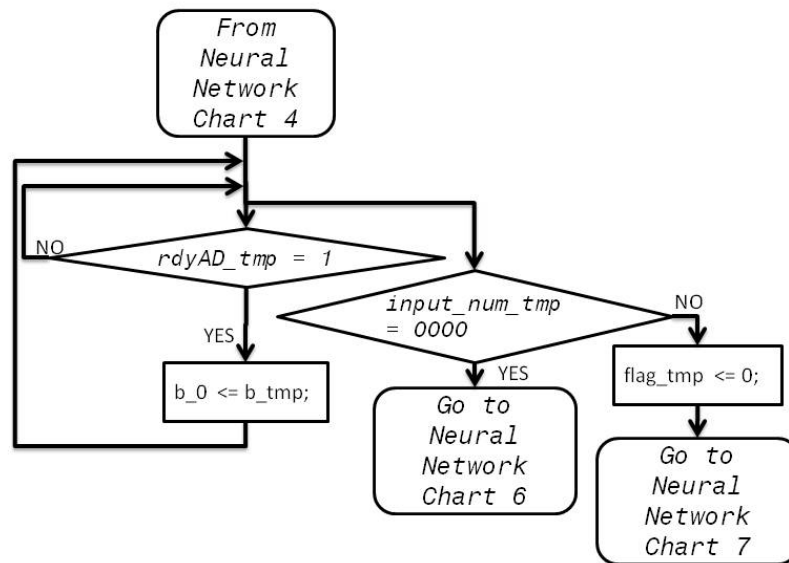 From
Neural
Network
Chart 4
NO
rdyAD_tmp = 1
YES
b_0 <= b_tmp;
input_num_tmp
= 0000
NO
YES
flag_tmp <= 0;
Go to
Neural
Network
Chart 6
Go to
Neural
Network
Chart 7